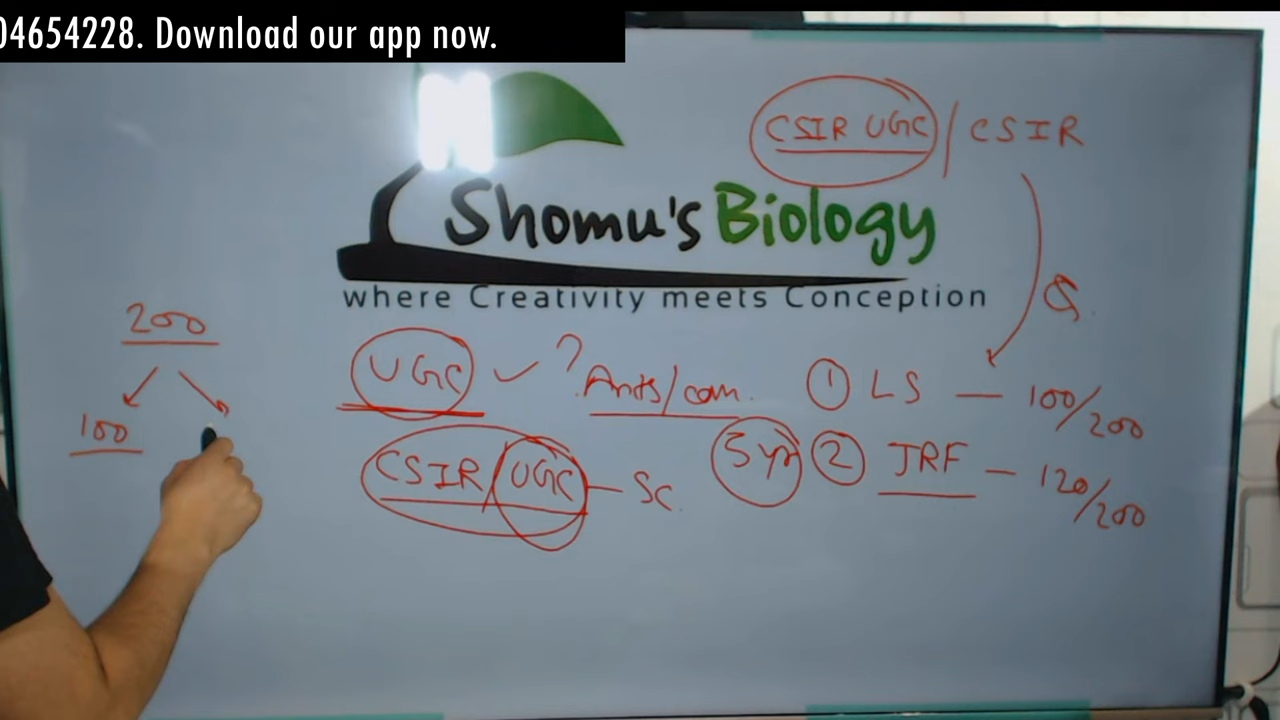 04654228. Download our app now.
CSIR UGC / CSIR
Shomu's Biology
where Creativity meets Conception
200
100
UGC ✓ ? Arts/com.
CSIR/UGC — SC
① LS — 100/200
5yr ② JRF — 120/200